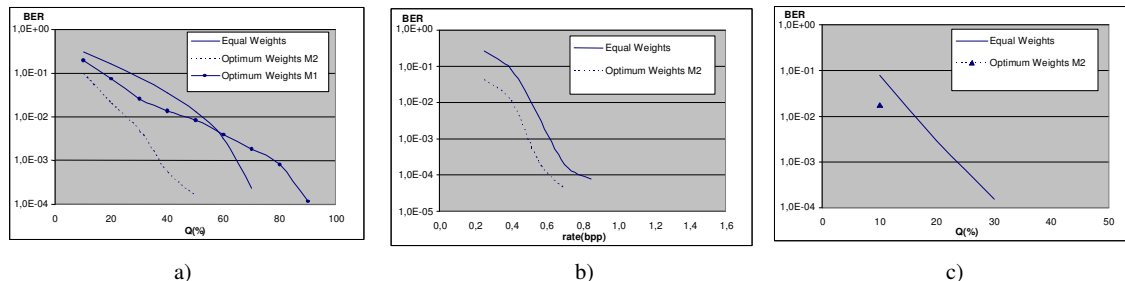 BER
1,0E+00
1,0E-01
1,0E-02
1,0E-03
1,0E-04
0 20 40 60 80 100
Q(%)
Equal Weights
Optimum Weights M2
Optimum Weights M1
a)
BER
1,0E+00
1,0E-01
1,0E-02
1,0E-03
1,0E-04
1,0E-05
0,0 0,2 0,4 0,6 0,8 1,0 1,2 1,4 1,6
rate(bpp)
Equal Weights
Optimum Weights M2
b)
BER
1,0E+00
1,0E-01
1,0E-02
1,0E-03
1,0E-04
0 10 20 30 40 50
Q(%)
Equal Weights
Optimum Weights M2
c)